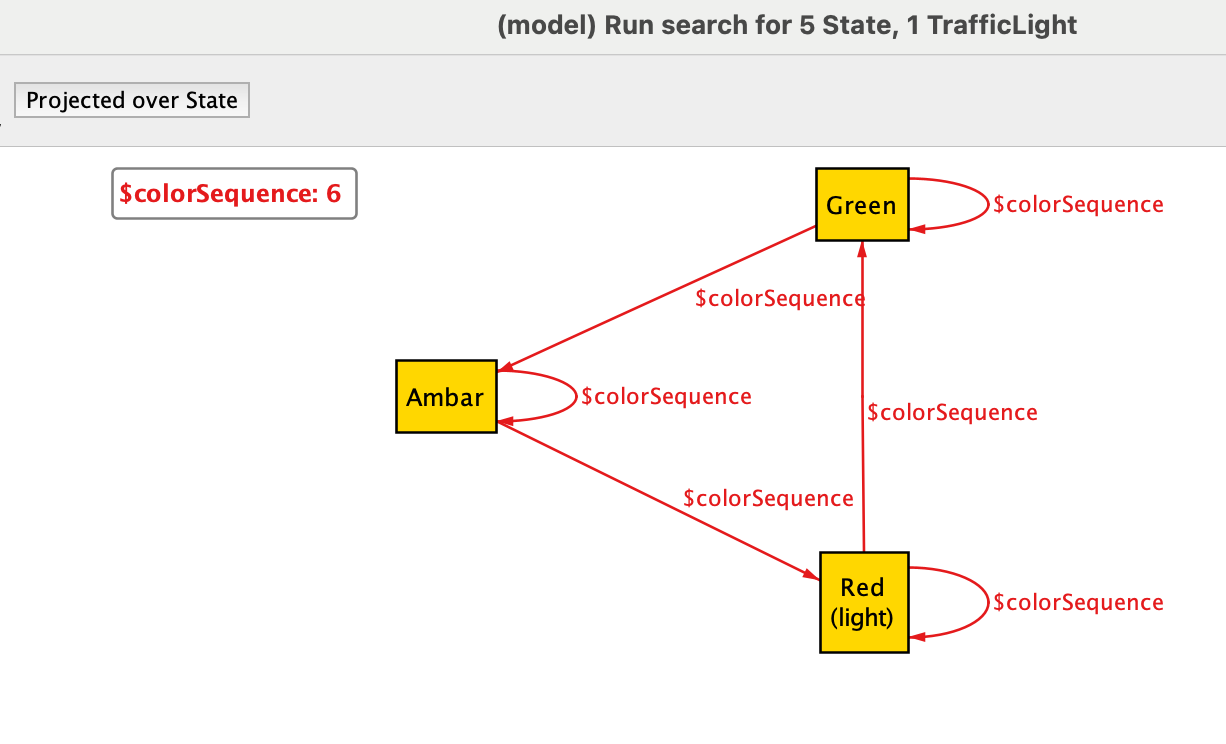 (model) Run search for 5 State, 1 TrafficLight
Projected over State
$colorSequence: 6
Green
$colorSequence
$colorSequence
Ambar
$colorSequence
$colorSequence
$colorSequence
Red
(light)
$colorSequence